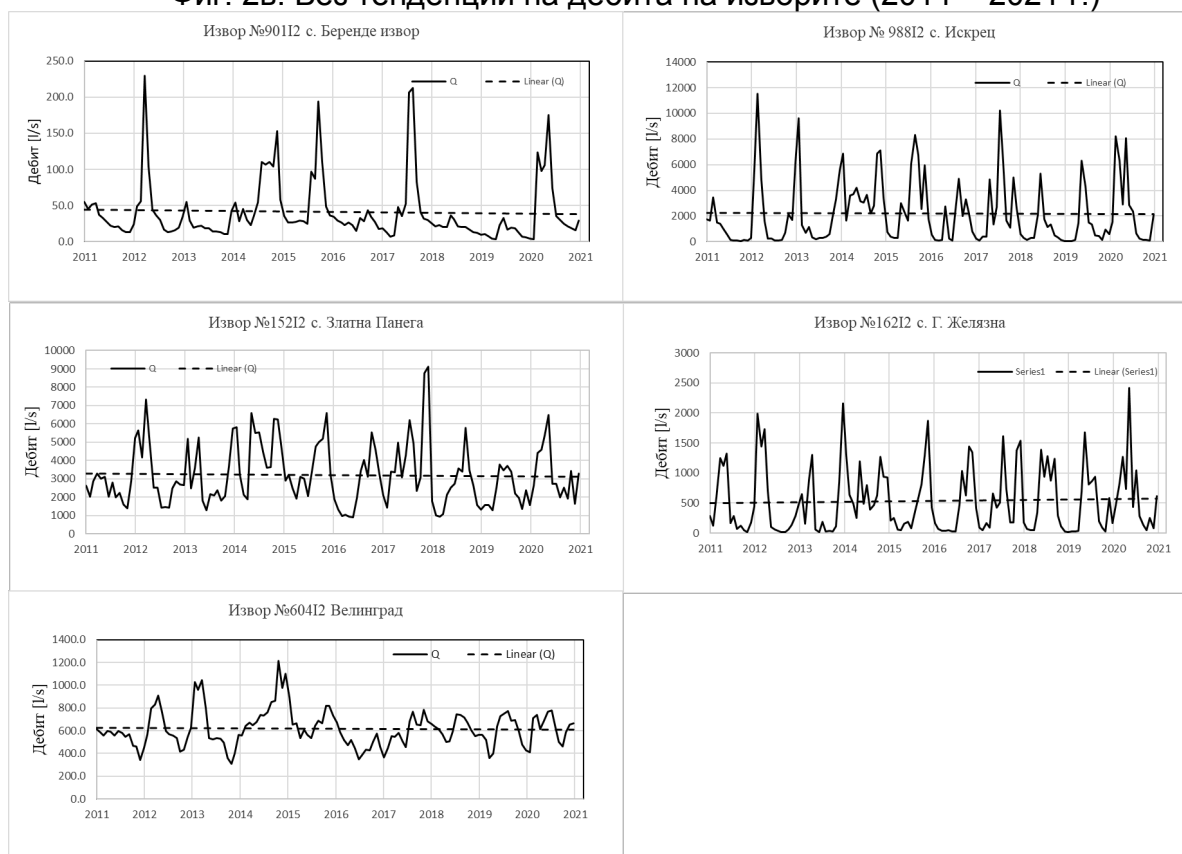 Фиг. 2в. Без тенденции на дебита на изворите (2011 – 2021 г.)
Извор №901I2 с. Беренде извор
Дебит [l/s]
250.0
200.0
150.0
100.0
50.0
0.0
Q
Linear (Q)
2011 2012 2013 2014 2015 2016 2017 2018 2019 2020 2021
Извор № 988I2 с. Искрец
Дебит [l/s]
14000
12000
10000
8000
6000
4000
2000
0
Q
Linear (Q)
2011 2012 2013 2014 2015 2016 2017 2018 2019 2020 2021
Извор №152I2 с. Златна Панега
Дебит [l/s]
10000
9000
8000
7000
6000
5000
4000
3000
2000
1000
0
Q
Linear (Q)
2011 2012 2013 2014 2015 2016 2017 2018 2019 2020 2021
Извор №162I2 с. Г. Желязна
Дебит [l/s]
3000
2500
2000
1500
1000
500
0
Series1
Linear (Series1)
2011 2012 2013 2014 2015 2016 2017 2018 2019 2020 2021
Извор №604I2 Велинград
Дебит [l/s]
1400.0
1200.0
1000.0
800.0
600.0
400.0
200.0
0.0
Q
Linear (Q)
2011 2012 2013 2014 2015 2016 2017 2018 2019 2020 2021